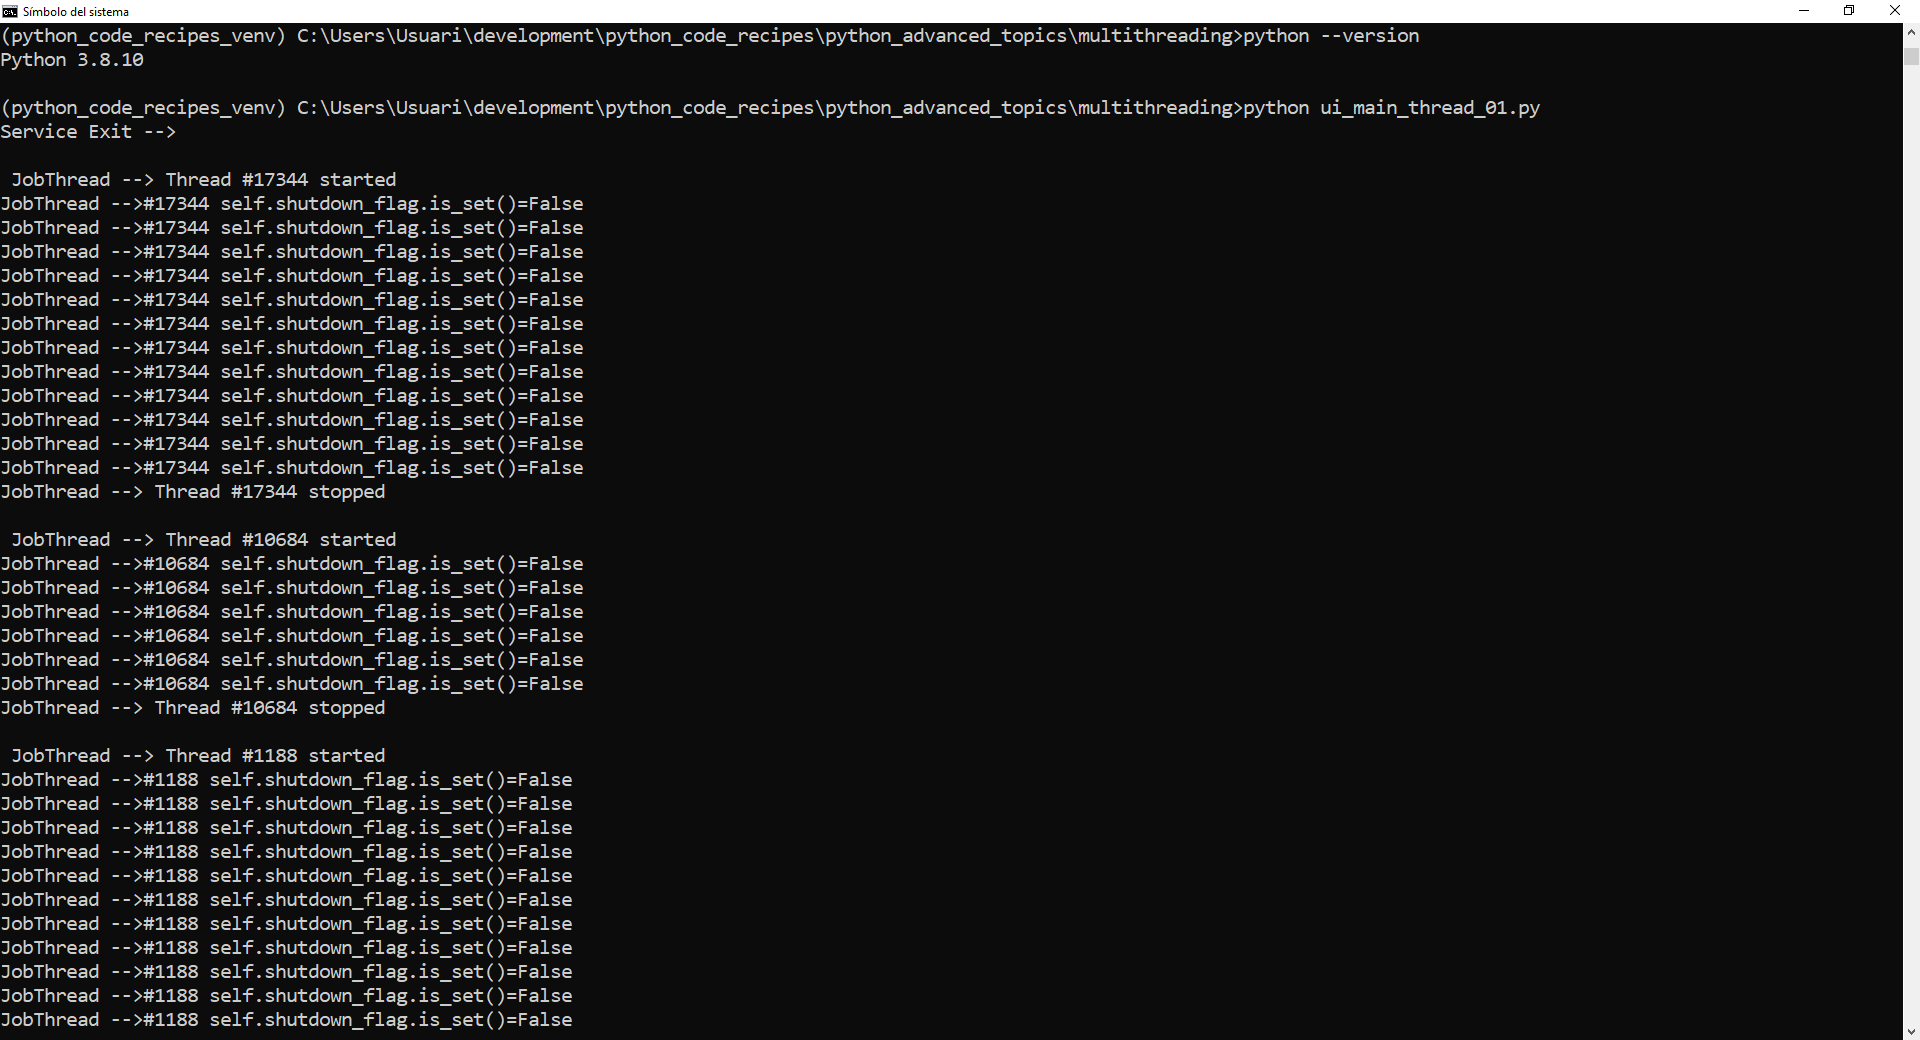 Símbolo del sistema
(python_code_recipes_venv) C:\Users\Usuari\development\python_code_recipes\python_advanced_topics\multithreading>python --version
Python 3.8.10
(python_code_recipes_venv) C:\Users\Usuari\development\python_code_recipes\python_advanced_topics\multithreading>python ui_main_thread_01.py
Service Exit -->
JobThread --> Thread #17344 started
JobThread -->#17344 self.shutdown_flag.is_set()=False
JobThread -->#17344 self.shutdown_flag.is_set()=False
JobThread -->#17344 self.shutdown_flag.is_set()=False
JobThread -->#17344 self.shutdown_flag.is_set()=False
JobThread -->#17344 self.shutdown_flag.is_set()=False
JobThread -->#17344 self.shutdown_flag.is_set()=False
JobThread -->#17344 self.shutdown_flag.is_set()=False
JobThread -->#17344 self.shutdown_flag.is_set()=False
JobThread -->#17344 self.shutdown_flag.is_set()=False
JobThread -->#17344 self.shutdown_flag.is_set()=False
JobThread -->#17344 self.shutdown_flag.is_set()=False
JobThread -->#17344 self.shutdown_flag.is_set()=False
JobThread --> Thread #17344 stopped
JobThread --> Thread #10684 started
JobThread -->#10684 self.shutdown_flag.is_set()=False
JobThread -->#10684 self.shutdown_flag.is_set()=False
JobThread -->#10684 self.shutdown_flag.is_set()=False
JobThread -->#10684 self.shutdown_flag.is_set()=False
JobThread -->#10684 self.shutdown_flag.is_set()=False
JobThread -->#10684 self.shutdown_flag.is_set()=False
JobThread --> Thread #10684 stopped
JobThread --> Thread #1188 started
JobThread -->#1188 self.shutdown_flag.is_set()=False
JobThread -->#1188 self.shutdown_flag.is_set()=False
JobThread -->#1188 self.shutdown_flag.is_set()=False
JobThread -->#1188 self.shutdown_flag.is_set()=False
JobThread -->#1188 self.shutdown_flag.is_set()=False
JobThread -->#1188 self.shutdown_flag.is_set()=False
JobThread -->#1188 self.shutdown_flag.is_set()=False
JobThread -->#1188 self.shutdown_flag.is_set()=False
JobThread -->#1188 self.shutdown_flag.is_set()=False
JobThread -->#1188 self.shutdown_flag.is_set()=False
JobThread -->#1188 self.shutdown_flag.is_set()=False